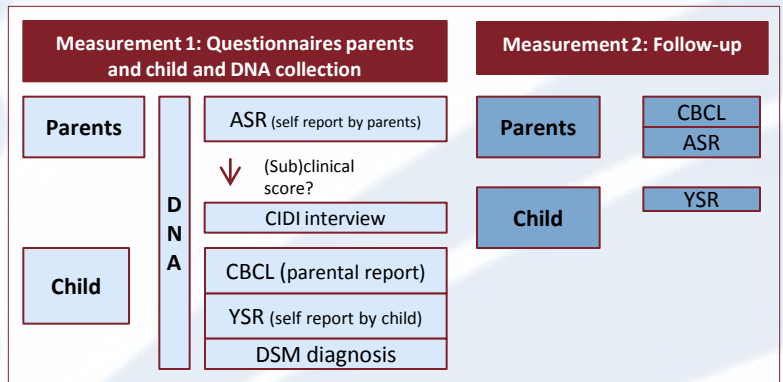 Measurement 1: Questionnaires parents
and child and DNA collection
Parents
D
N
A
ASR (self report by parents)
(Sub)clinical
score?
CIDI interview
Child
CBCL (parental report)
YSR (self report by child)
DSM diagnosis
Measurement 2: Follow-up
Parents
CBCL
ASR
Child
YSR